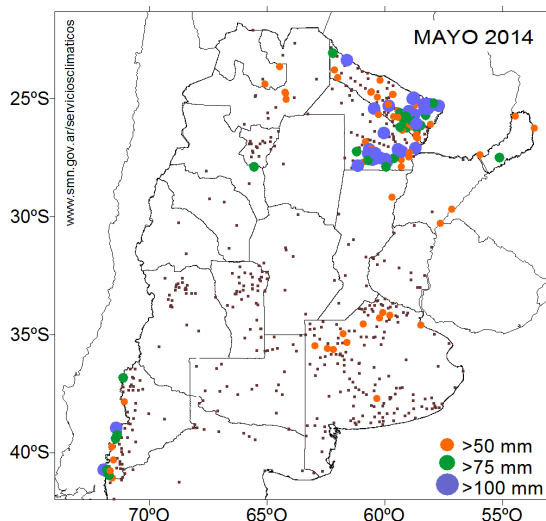 MAYO 2014
www.smn.gov.ar/serviciosclimaticos
25°S
30°S
35°S
40°S
>50 mm
>75 mm
>100 mm
70°O
65°O
60°O
55°O